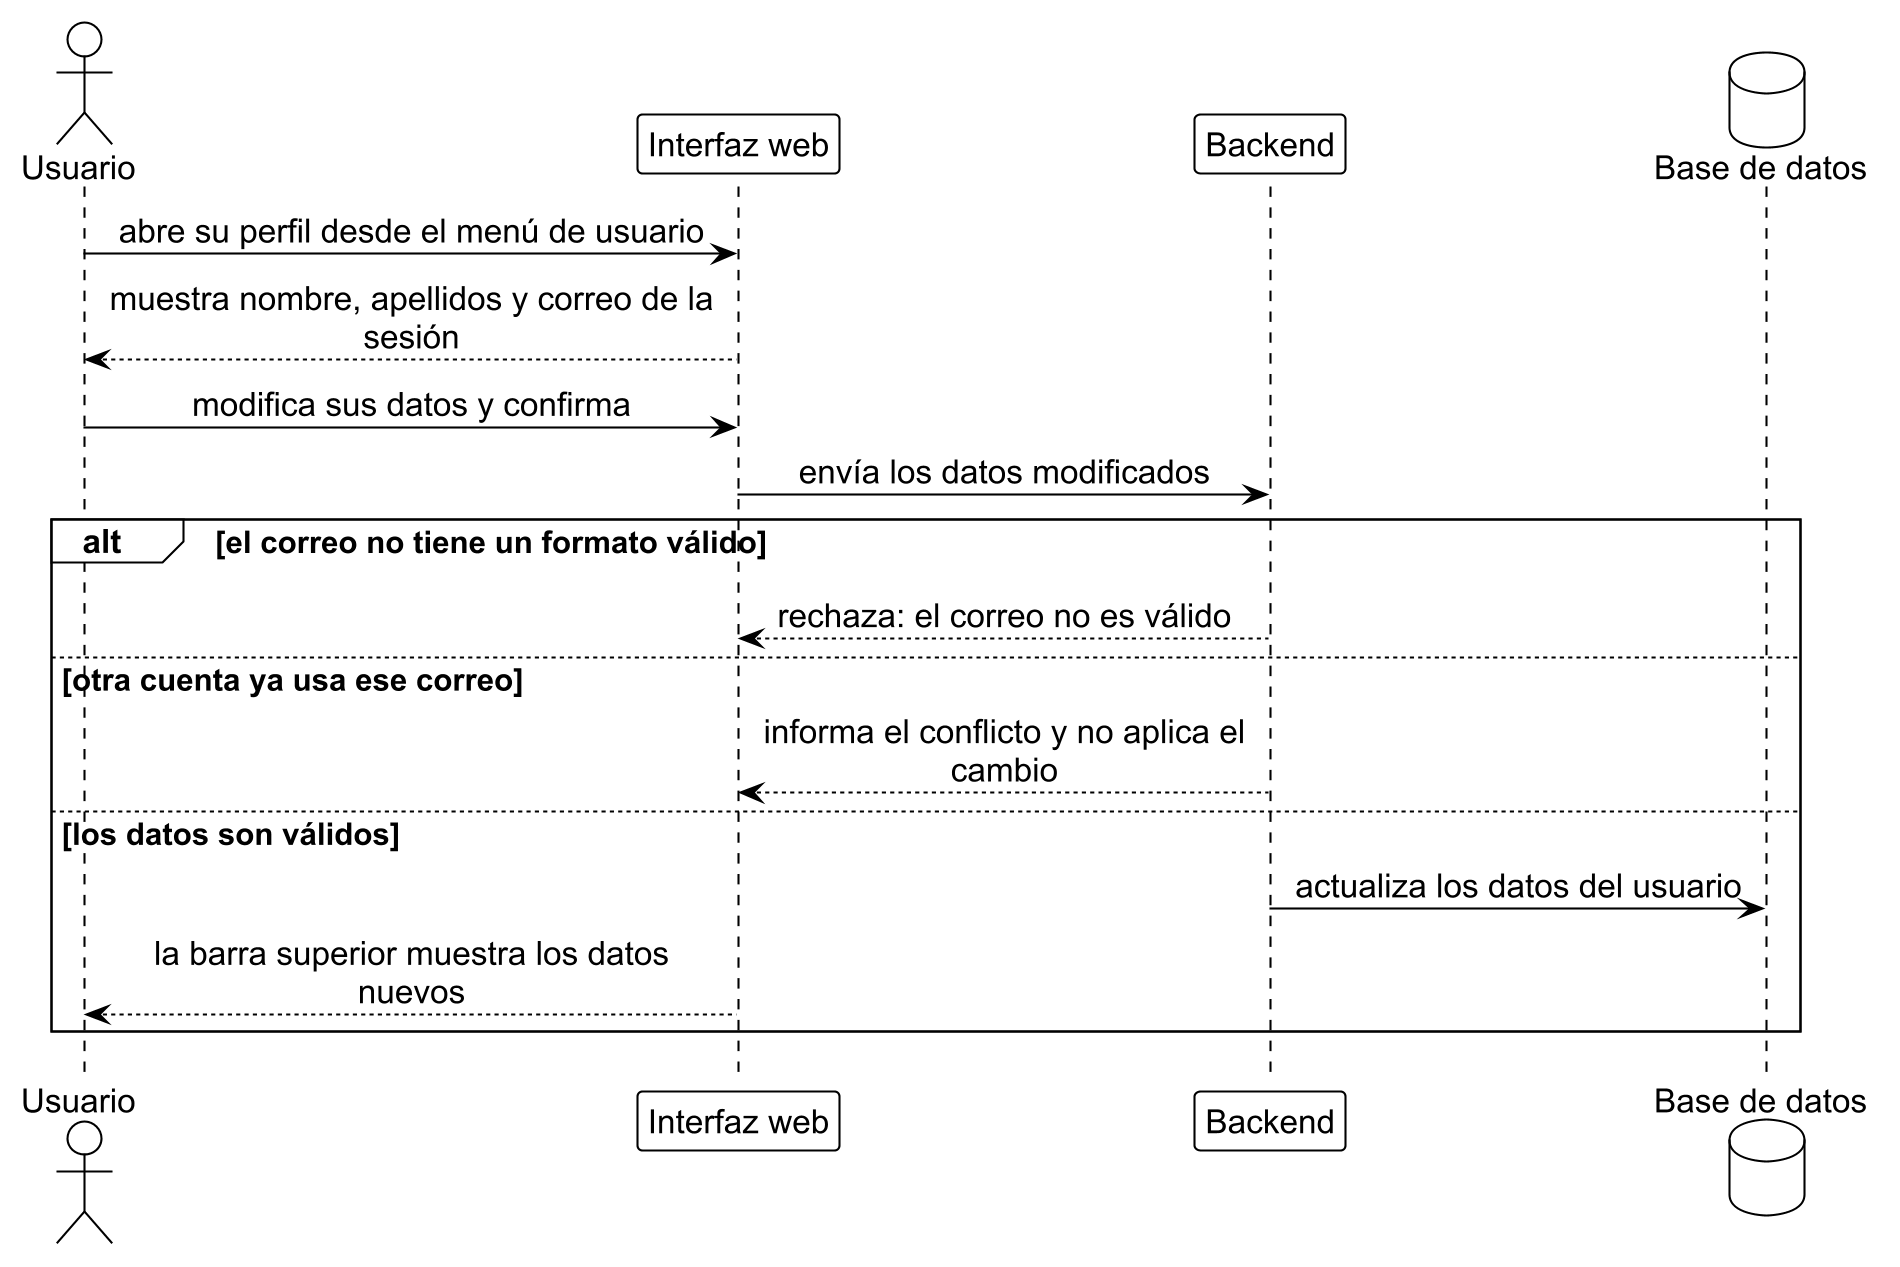 Usuario
Interfaz web
Backend
Base de datos
abre su perfil desde el menú de usuario
muestra nombre, apellidos y correo de la
sesión
modifica sus datos y confirma
envía los datos modificados
alt
[el correo no tiene un formato válido]
rechaza: el correo no es válido
[otra cuenta ya usa ese correo]
informa el conflicto y no aplica el
cambio
[los datos son válidos]
actualiza los datos del usuario
la barra superior muestra los datos
nuevos
Usuario
Interfaz web
Backend
Base de datos